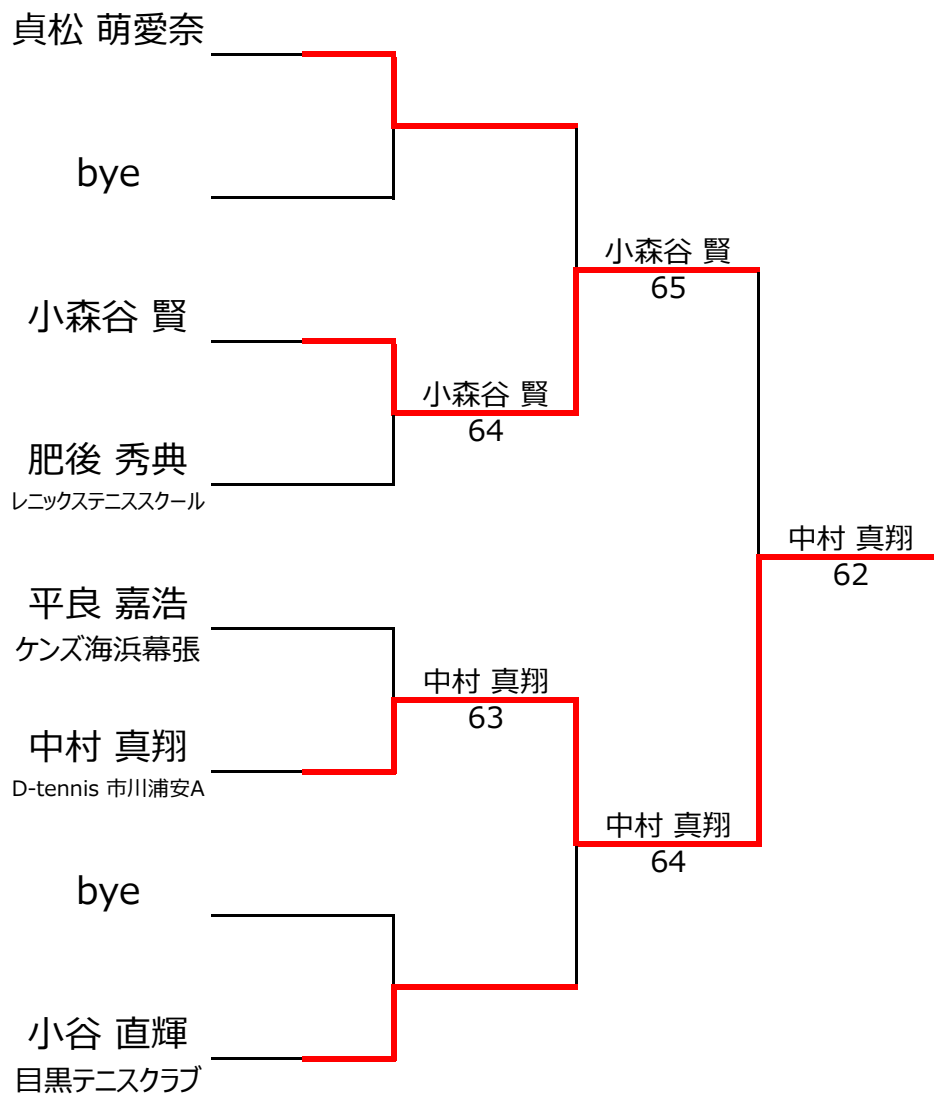 貞松 萌愛奈
bye
小森谷 賢
小森谷 賢
65
小森谷 賢
64
肥後 秀典
レニックステニススクール
中村 真翔
62
平良 嘉浩
ケンズ海浜幕張
中村 真翔
63
中村 真翔
D-tennis 市川浦安A
中村 真翔
64
bye
小谷 直輝
目黒テニスクラブ